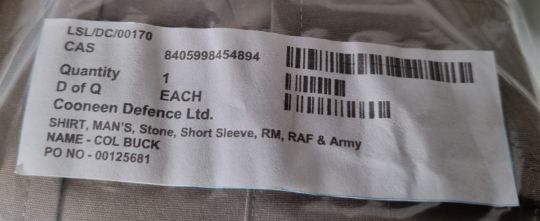 LSL/DC/00170
CAS 8405998454894
Quantity 1
D of Q EACH
Cooneen Defence Ltd.
SHIRT, MAN'S, Stone, Short Sleeve, RM, RAF & Army
NAME - COL BUCK
PO NO - 00125681